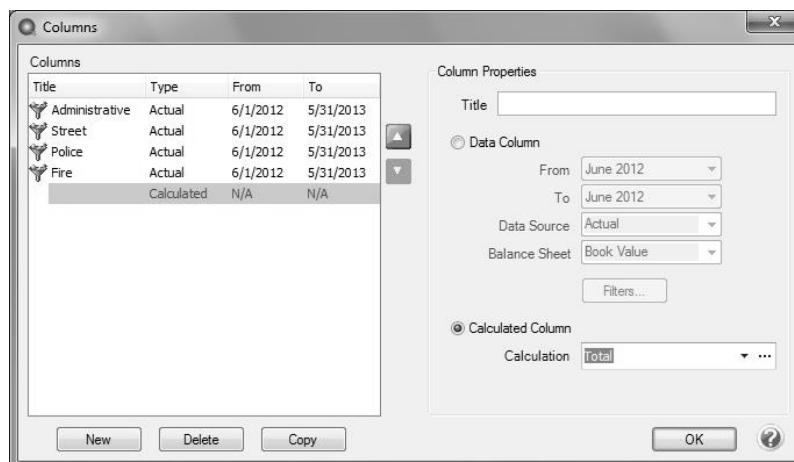 Columns
Columns
Title Type From To
Administrative Actual 6/1/2012 5/31/2013
Street Actual 6/1/2012 5/31/2013
Police Actual 6/1/2012 5/31/2013
Fire Actual 6/1/2012 5/31/2013
Calculated N/A N/A
New Delete Copy
Column Properties
Title
Data Column
From June 2012
To June 2012
Data Source Actual
Balance Sheet Book Value
Filters...
Calculated Column
Calculation Total ...
OK ?